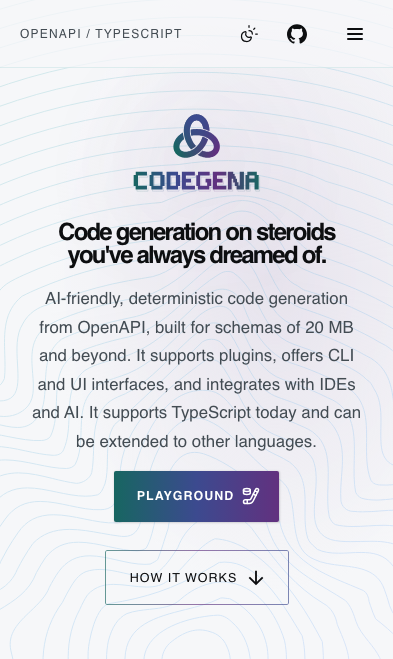 OPENAPI / TYPESCRIPT
CODEGENA
Code generation on steroids
you've always dreamed of.
AI-friendly, deterministic code generation
from OpenAPI, built for schemas of 20 MB
and beyond. It supports plugins, offers CLI
and UI interfaces, and integrates with IDEs
and AI. It supports TypeScript today and can
be extended to other languages.
PLAYGROUND
HOW IT WORKS